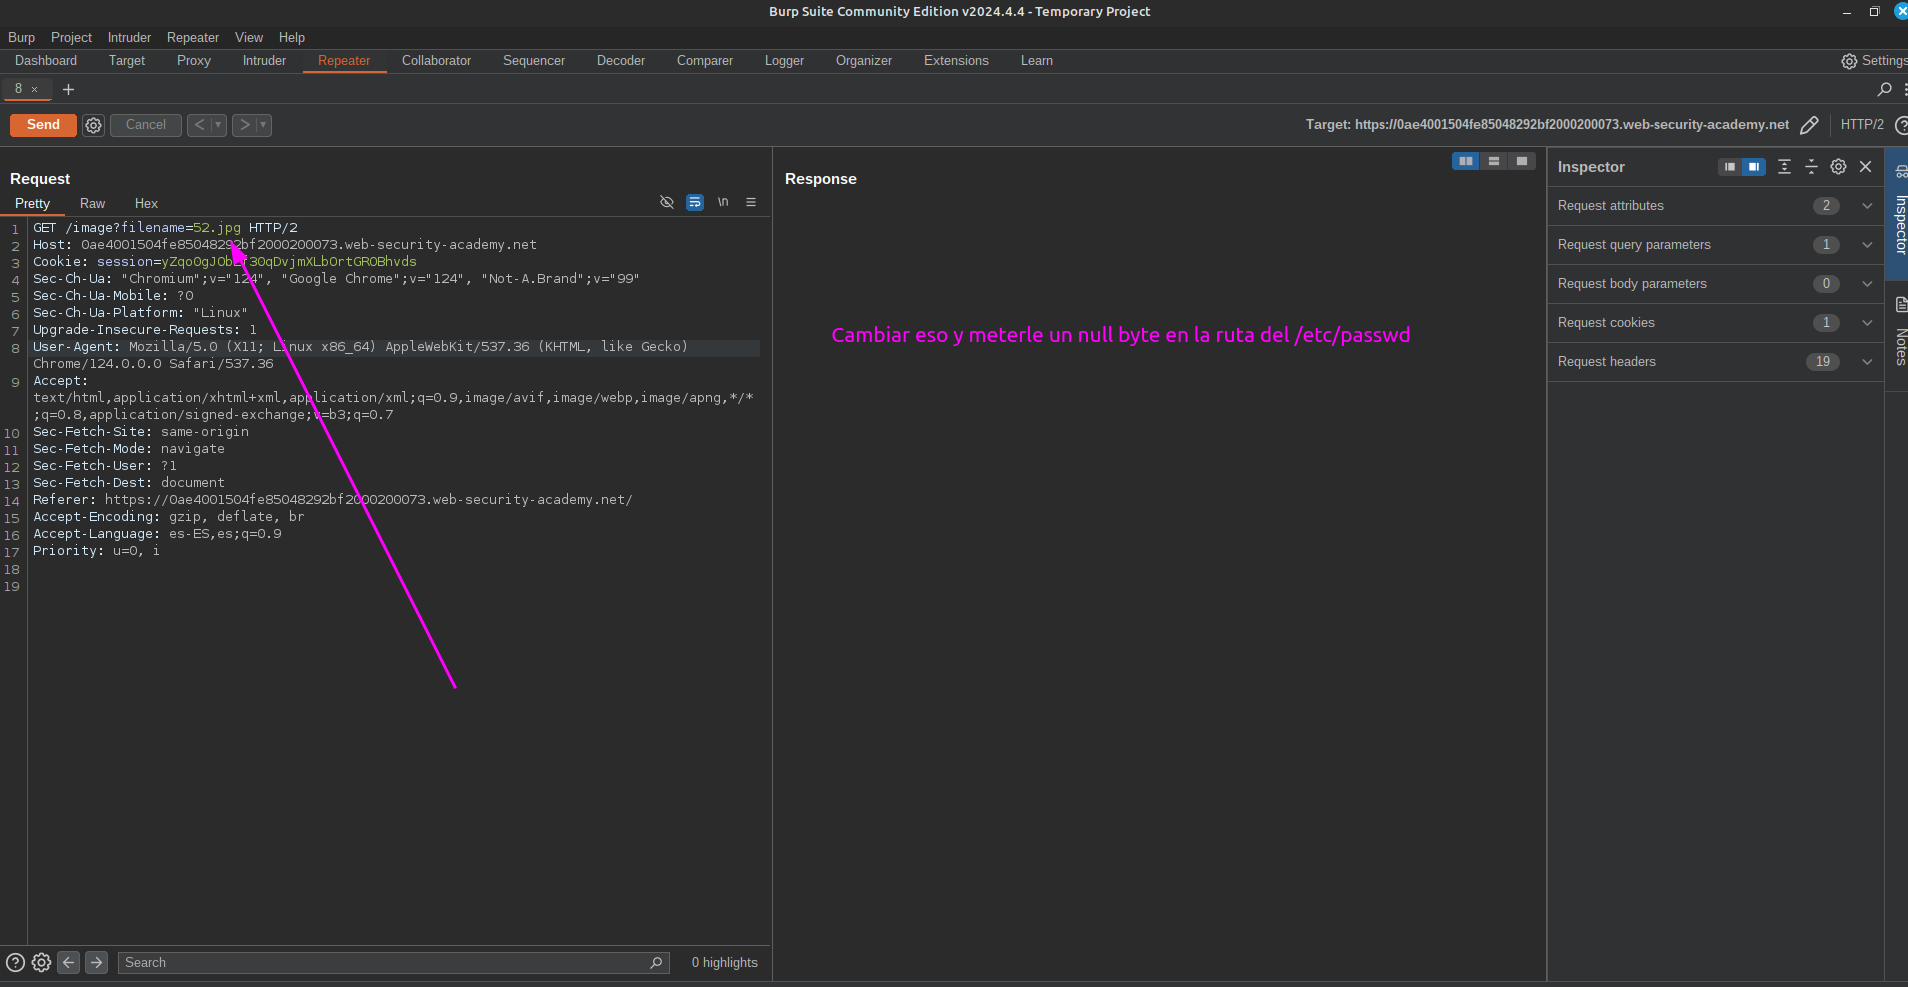 Burp Suite Community Edition v2024.4.4 - Temporary Project
Burp Project Intruder Repeater View Help
Dashboard Target Proxy Intruder Repeater Collaborator Sequencer Decoder Comparer Logger Organizer Extensions Learn Settings
8 × +
Send Cancel < > Target: https://0ae4001504fe85048292bf2000200073.web-security-academy.net HTTP/2
Request
Pretty Raw Hex \n
1 GET /image?filename=52.jpg HTTP/2
2 Host: 0ae4001504fe85048292bf2000200073.web-security-academy.net
3 Cookie:
4 Sec-Ch-Ua: "Chromium";v="124", "Google Chrome";v="124", "Not-A.Brand";v="99"
5 Sec-Ch-Ua-Mobile: ?0
6 Sec-Ch-Ua-Platform: "Linux"
7 Upgrade-Insecure-Requests: 1
8 User-Agent: Mozilla/5.0 (X11; Linux x86_64) AppleWebKit/537.36 (KHTML, like Gecko)
Chrome/124.0.0.0 Safari/537.36
9 Accept:
text/html,application/xhtml+xml,application/xml;q=0.9,image/avif,image/webp,image/apng,*/*
;q=0.8,application/signed-exchange;v=b3;q=0.7
10 Sec-Fetch-Site: same-origin
11 Sec-Fetch-Mode: navigate
12 Sec-Fetch-User: ?1
13 Sec-Fetch-Dest: document
14 Referer: https://0ae4001504fe85048292bf2000200073.web-security-academy.net/
15 Accept-Encoding: gzip, deflate, br
16 Accept-Language: es-ES,es;q=0.9
17 Priority: u=0, i
18
19
Search 0 highlights
Response
Cambiar eso y meterle un null byte en la ruta del /etc/passwd
Inspector
Request attributes 2
Request query parameters 1
Request body parameters 0
Request cookies 1
Request headers 19
Inspector
Notes